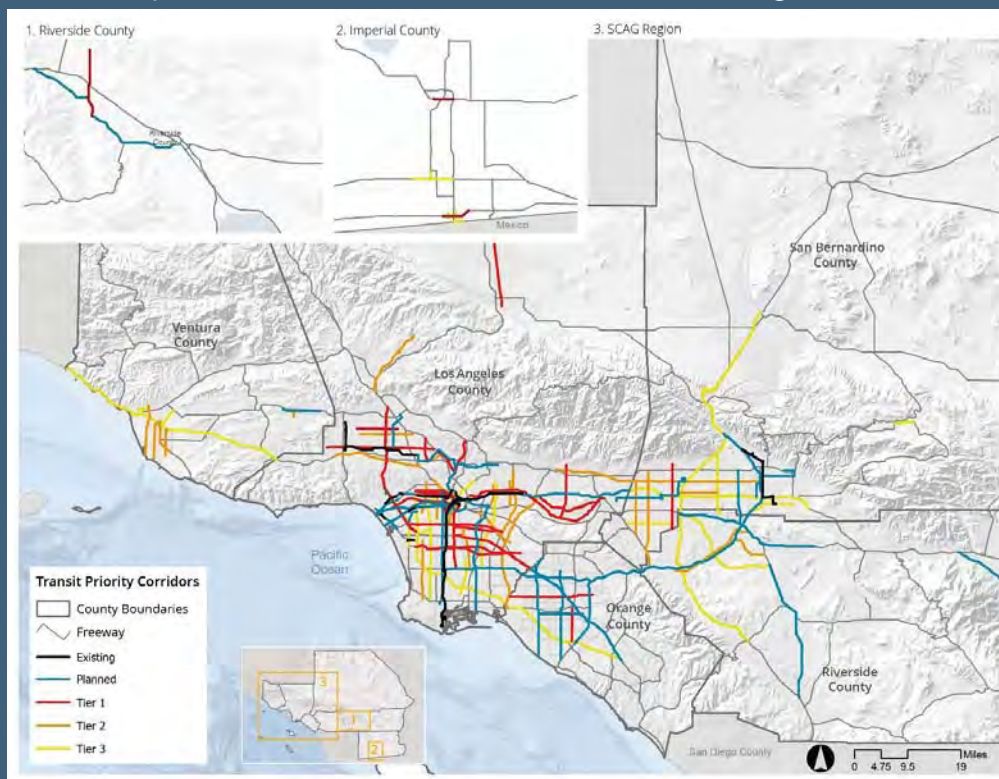 1. Riverside County
2. Imperial County
3. SCAG Region
Riverside
County
Mexico
San Bernardino
County
Ventura
County
Los Angeles
County
Pacific
Ocean
Orange
County
Riverside
County
San Diego County
Transit Priority Corridors
County Boundaries
Freeway
Existing
Planned
Tier 1
Tier 2
Tier 3
3
1
2
Miles
0 4.75 9.5 19